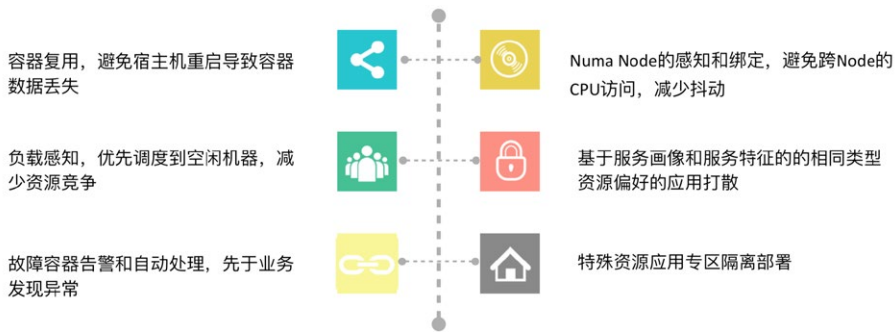 容器复用，避免宿主机重启导致容器
数据丢失
Numa Node的感知和绑定，避免跨Node的
CPU访问，减少抖动
负载感知，优先调度到空闲机器，减
少资源竞争
基于服务画像和服务特征的的相同类型
资源偏好的应用打散
故障容器告警和自动处理，先于业务
发现异常
特殊资源应用专区隔离部署